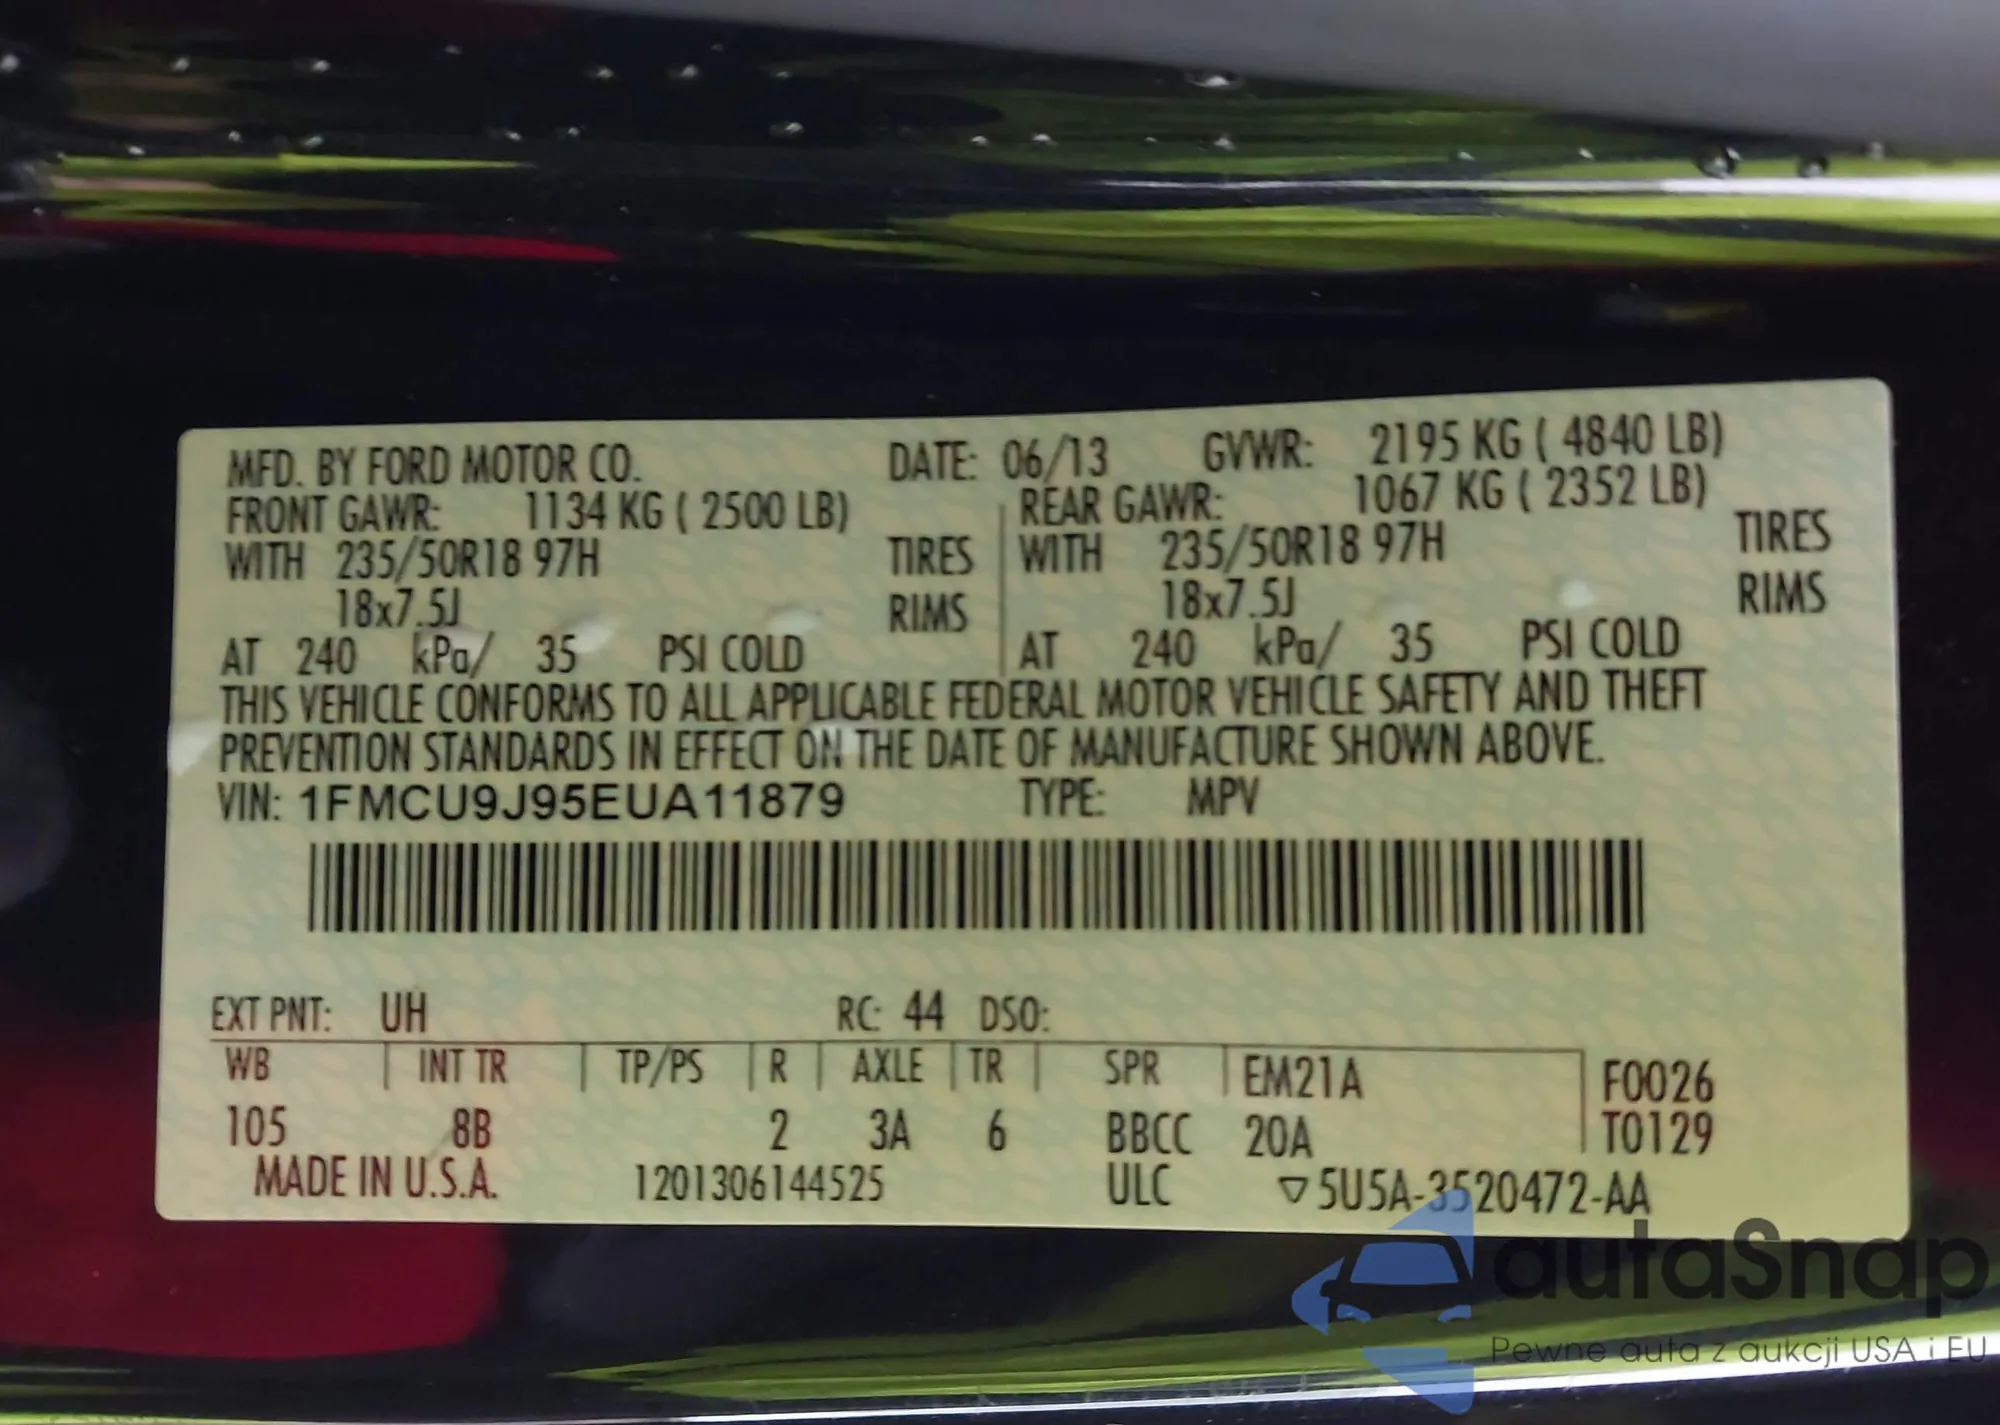 MFD. BY FORD MOTOR CO. DATE: 06/13 GVWR: 2195 KG ( 4840 LB)
FRONT GAWR: 1134 KG ( 2500 LB) REAR GAWR: 1067 KG ( 2352 LB)
WITH 235/50R18 97H TIRES WITH 235/50R18 97H TIRES
18x7.5J RIMS 18x7.5J RIMS
AT 240 kPa/ 35 PSI COLD AT 240 kPa/ 35 PSI COLD
THIS VEHICLE CONFORMS TO ALL APPLICABLE FEDERAL MOTOR VEHICLE SAFETY AND THEFT
PREVENTION STANDARDS IN EFFECT ON THE DATE OF MANUFACTURE SHOWN ABOVE.
VIN: 1FMCU9J95EUA11879 TYPE: MPV
EXT PNT: UH RC: 44 DSO:
WB INT TR TP/PS R AXLE TR SPR EM21A F0026
105 8B 2 3A 6 BBCC 20A T0129
MADE IN U.S.A. 1201306144525 ULC ▽5U5A-3520472-AA
autaSnap
Pewne auta z aukcji USA i EU